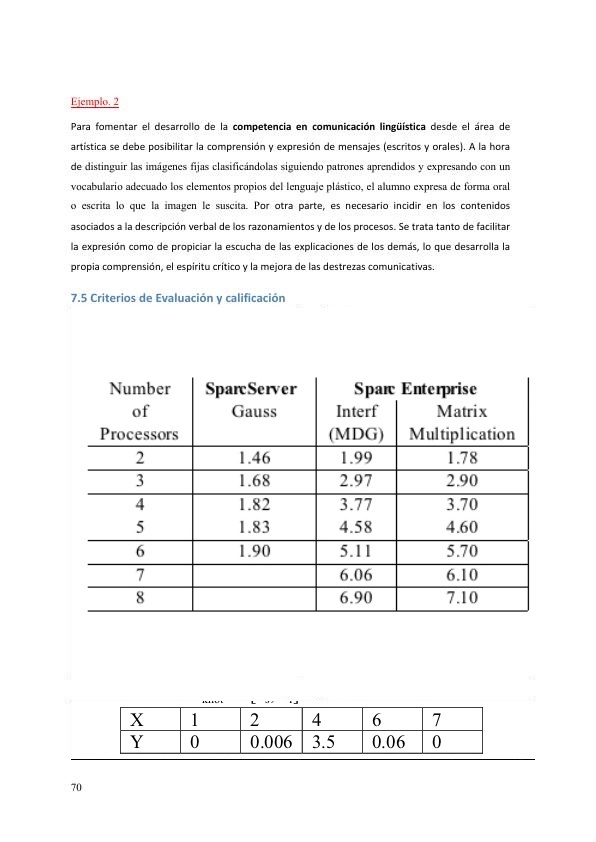 Ejemplo. 2
Para fomentar el desarrollo de la competencia en comunicación lingüística desde el área de
artística se debe posibilitar la comprensión y expresión de mensajes (escritos y orales). A la hora
de distinguir las imágenes fijas clasificándolas siguiendo patrones aprendidos y expresando con un
vocabulario adecuado los elementos propios del lenguaje plástico, el alumno expresa de forma oral
o escrita lo que la imagen le suscita. Por otra parte, es necesario incidir en los contenidos
asociados a la descripción verbal de los razonamientos y de los procesos. Se trata tanto de facilitar
la expresión como de propiciar la escucha de las explicaciones de los demás, lo que desarrolla la
propia comprensión, el espíritu crítico y la mejora de las destrezas comunicativas.
7.5 Criterios de Evaluación y calificación
Number SparcServer Sparc Enterprise
of Gauss Interf Matrix
Processors (MDG) Multiplication
2 1.46 1.99 1.78
3 1.68 2.97 2.90
4 1.82 3.77 3.70
5 1.83 4.58 4.60
6 1.90 5.11 5.70
7 6.06 6.10
8 6.90 7.10
X 1 2 4 6 7
Y 0 0.006 3.5 0.06 0
70